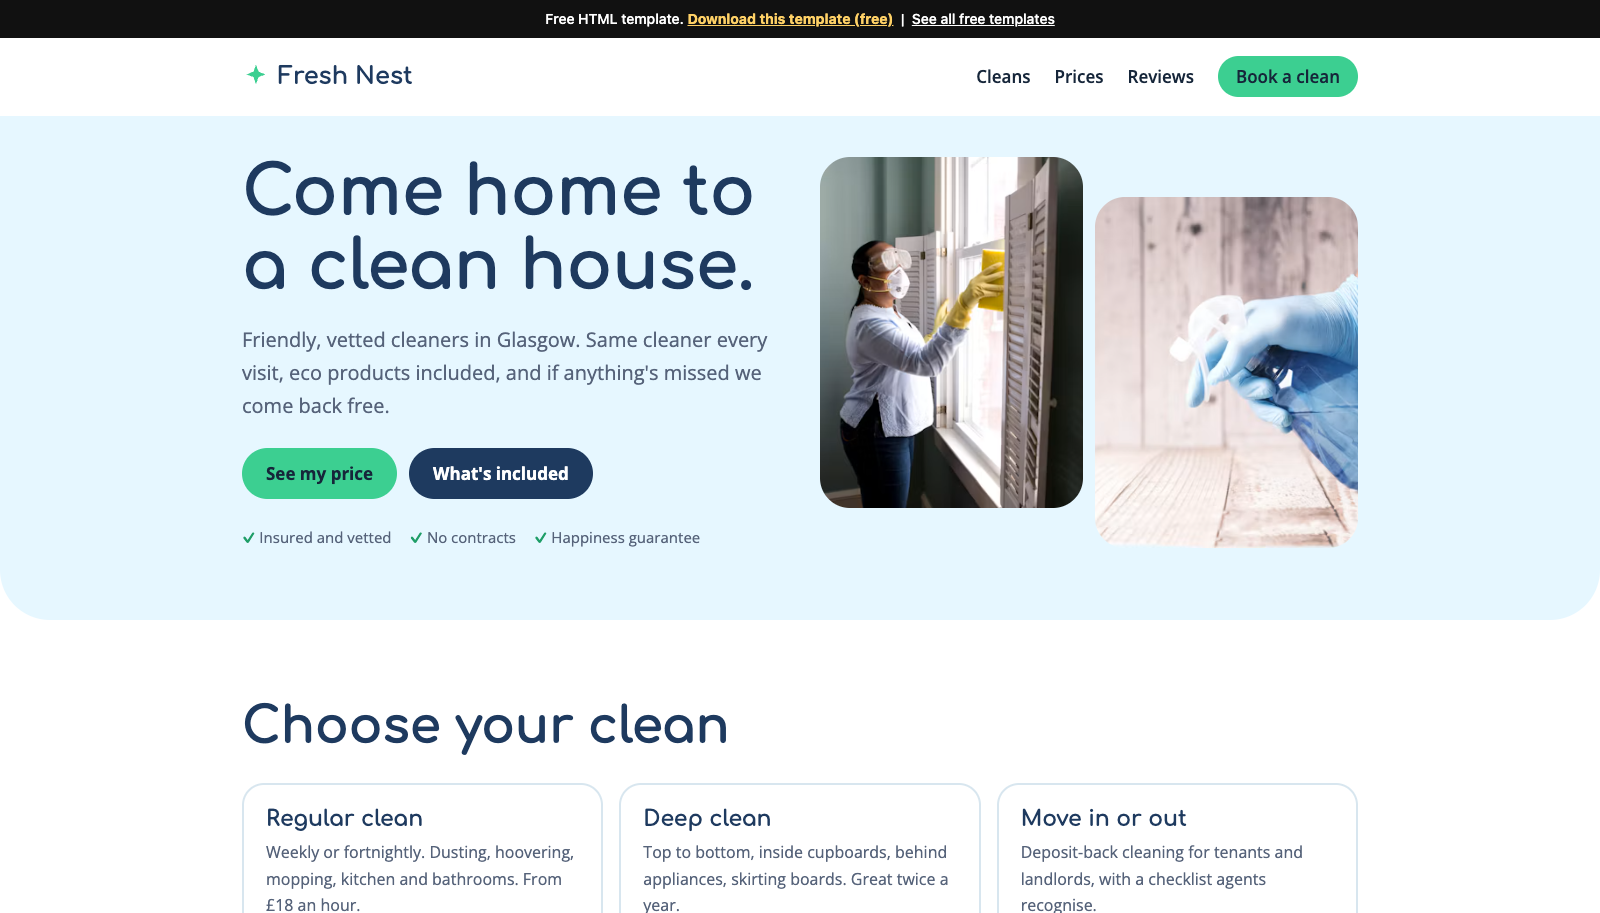 Free HTML template. Download this template (free) | See all free templates
Fresh Nest
Cleans Prices Reviews Book a clean
Come home to
a clean house.
Friendly, vetted cleaners in Glasgow. Same cleaner every
visit, eco products included, and if anything's missed we
come back free.
See my price What's included
Insured and vetted No contracts Happiness guarantee
Choose your clean
Regular clean
Weekly or fortnightly. Dusting, hoovering,
mopping, kitchen and bathrooms. From
£18 an hour.
Deep clean
Top to bottom, inside cupboards, behind
appliances, skirting boards. Great twice a
year.
Move in or out
Deposit-back cleaning for tenants and
landlords, with a checklist agents
recognise.